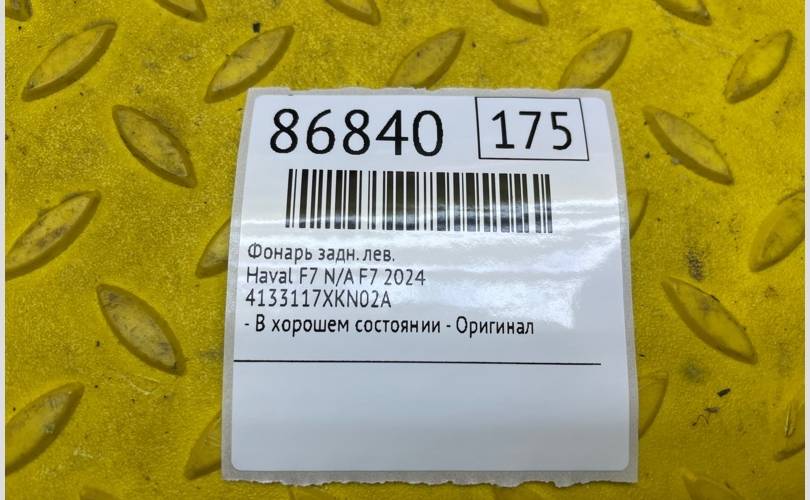 86840 175
Фонарь задн. лев.
Haval F7 N/A F7 2024
4133117XKN02A
- В хорошем состоянии - Оригинал